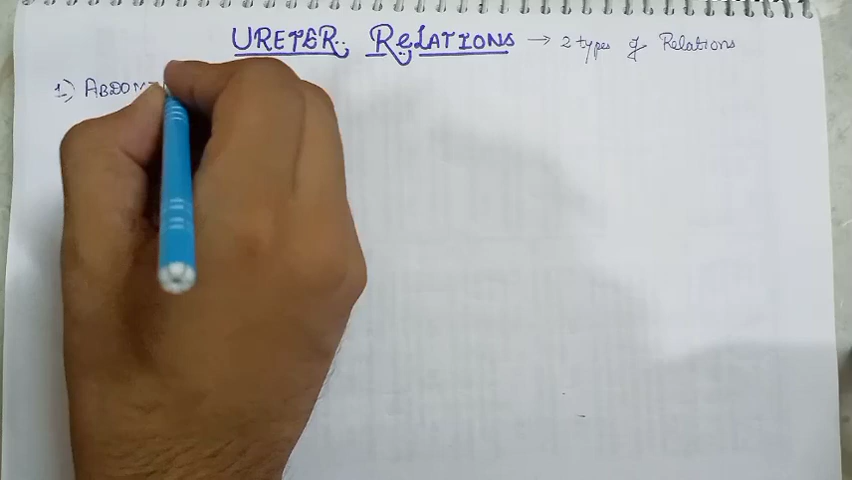 URETER RELATIONS → 2 types of Relations
1) ABDOM